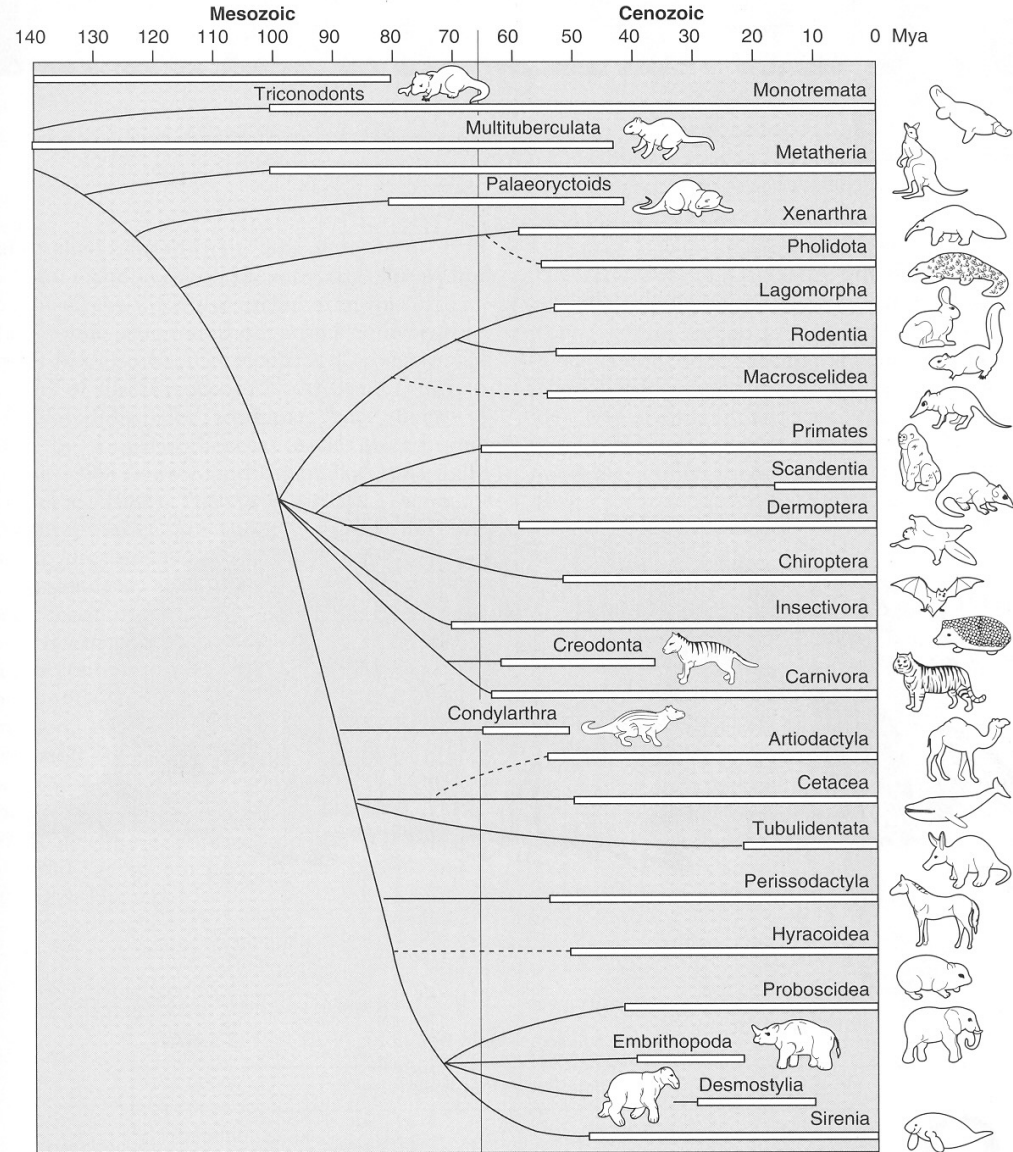 Mesozoic Cenozoic
140 130 120 110 100 90 80 70 60 50 40 30 20 10 0 Mya
Triconodonts
Monotremata
Multituberculata
Metatheria
Palaeoryctoids
Xenarthra
Pholidota
Lagomorpha
Rodentia
Macroscelidea
Primates
Scandentia
Dermoptera
Chiroptera
Insectivora
Creodonta
Carnivora
Condylarthra
Artiodactyla
Cetacea
Tubulidentata
Perissodactyla
Hyracoidea
Proboscidea
Embrithopoda
Desmostylia
Sirenia